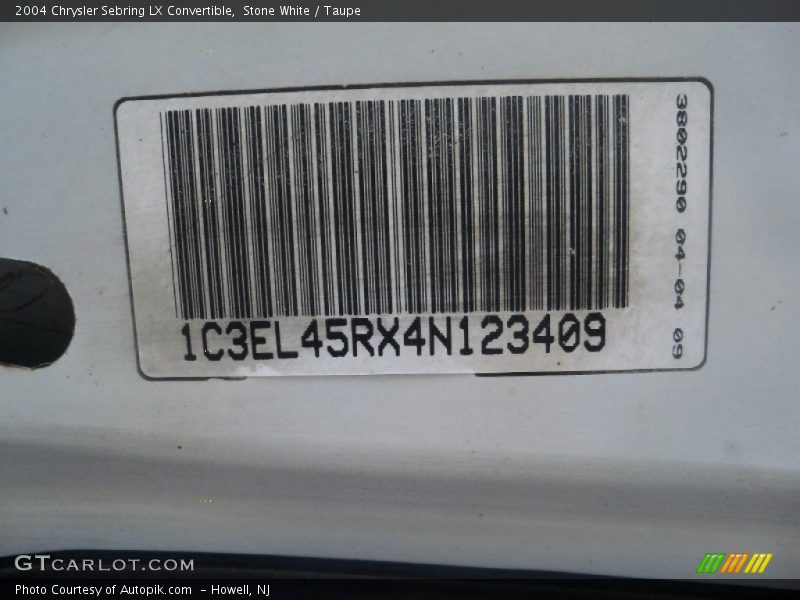 2004 Chrysler Sebring LX Convertible,  Stone White / Taupe
3802290 04-04 09
1C3EL45RX4N123409
GTCARLOT.COM
Photo Courtesy of Autopik.com  - Howell, NJ